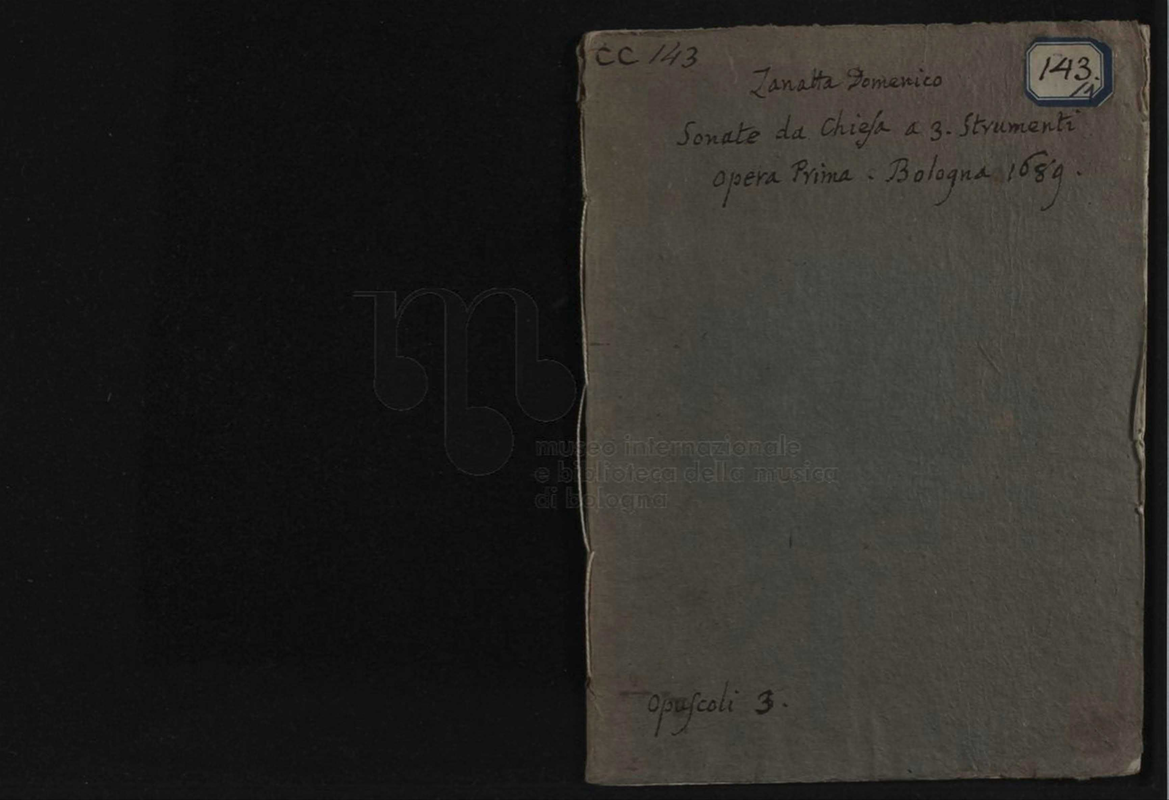 CC 143
143.
/1
Zanatta Domenico
Sonate da Chieſa a 3. Strumenti
Opera Prima - Bologna 1689.
museo internazionale
e biblioteca della musica
di bologna
Opuſcoli 3.